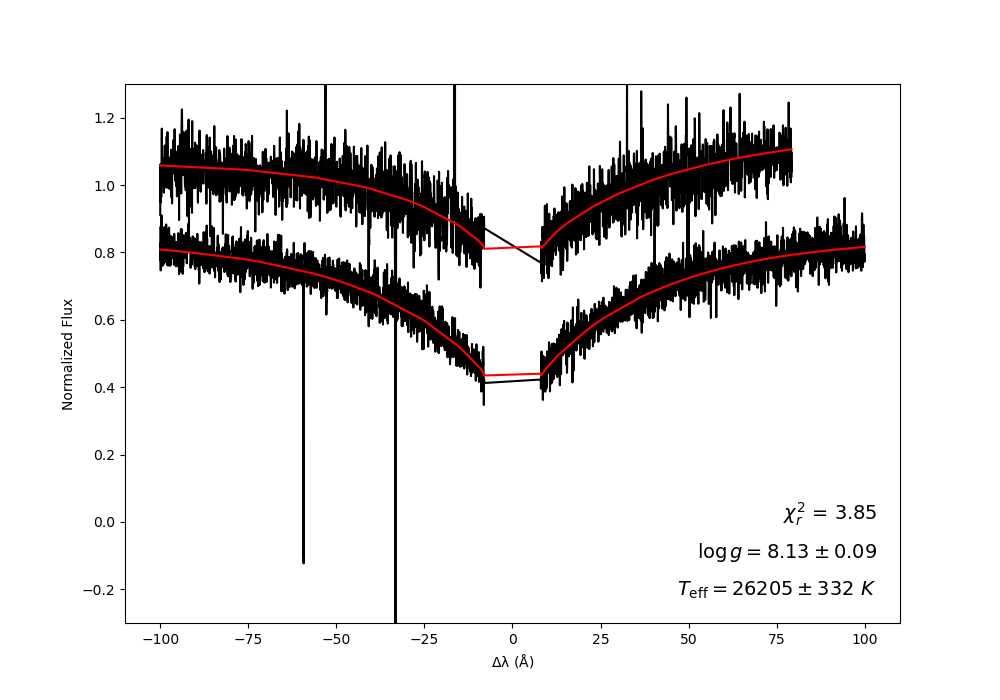 1.2
1.0
0.8
0.6
0.4
0.2
0.0
−0.2
Normalized Flux
χ²ᵣ = 3.85
log g = 8.13 ± 0.09
T_eff = 26205 ± 332 K
−100 −75 −50 −25 0 25 50 75 100
Δλ (Å)